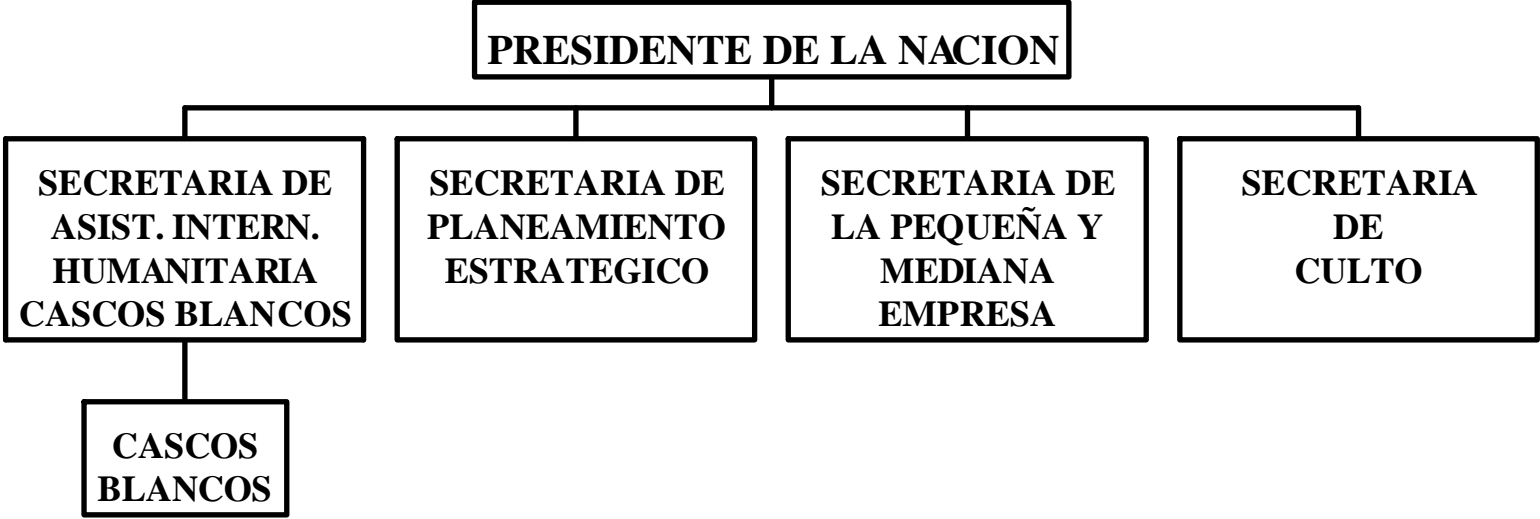 PRESIDENTE DE LA NACION
SECRETARIA DE
ASIST. INTERN.
HUMANITARIA
CASCOS BLANCOS
SECRETARIA DE
PLANEAMIENTO
ESTRATEGICO
SECRETARIA DE
LA PEQUEÑA Y
MEDIANA
EMPRESA
SECRETARIA
DE
CULTO
CASCOS
BLANCOS